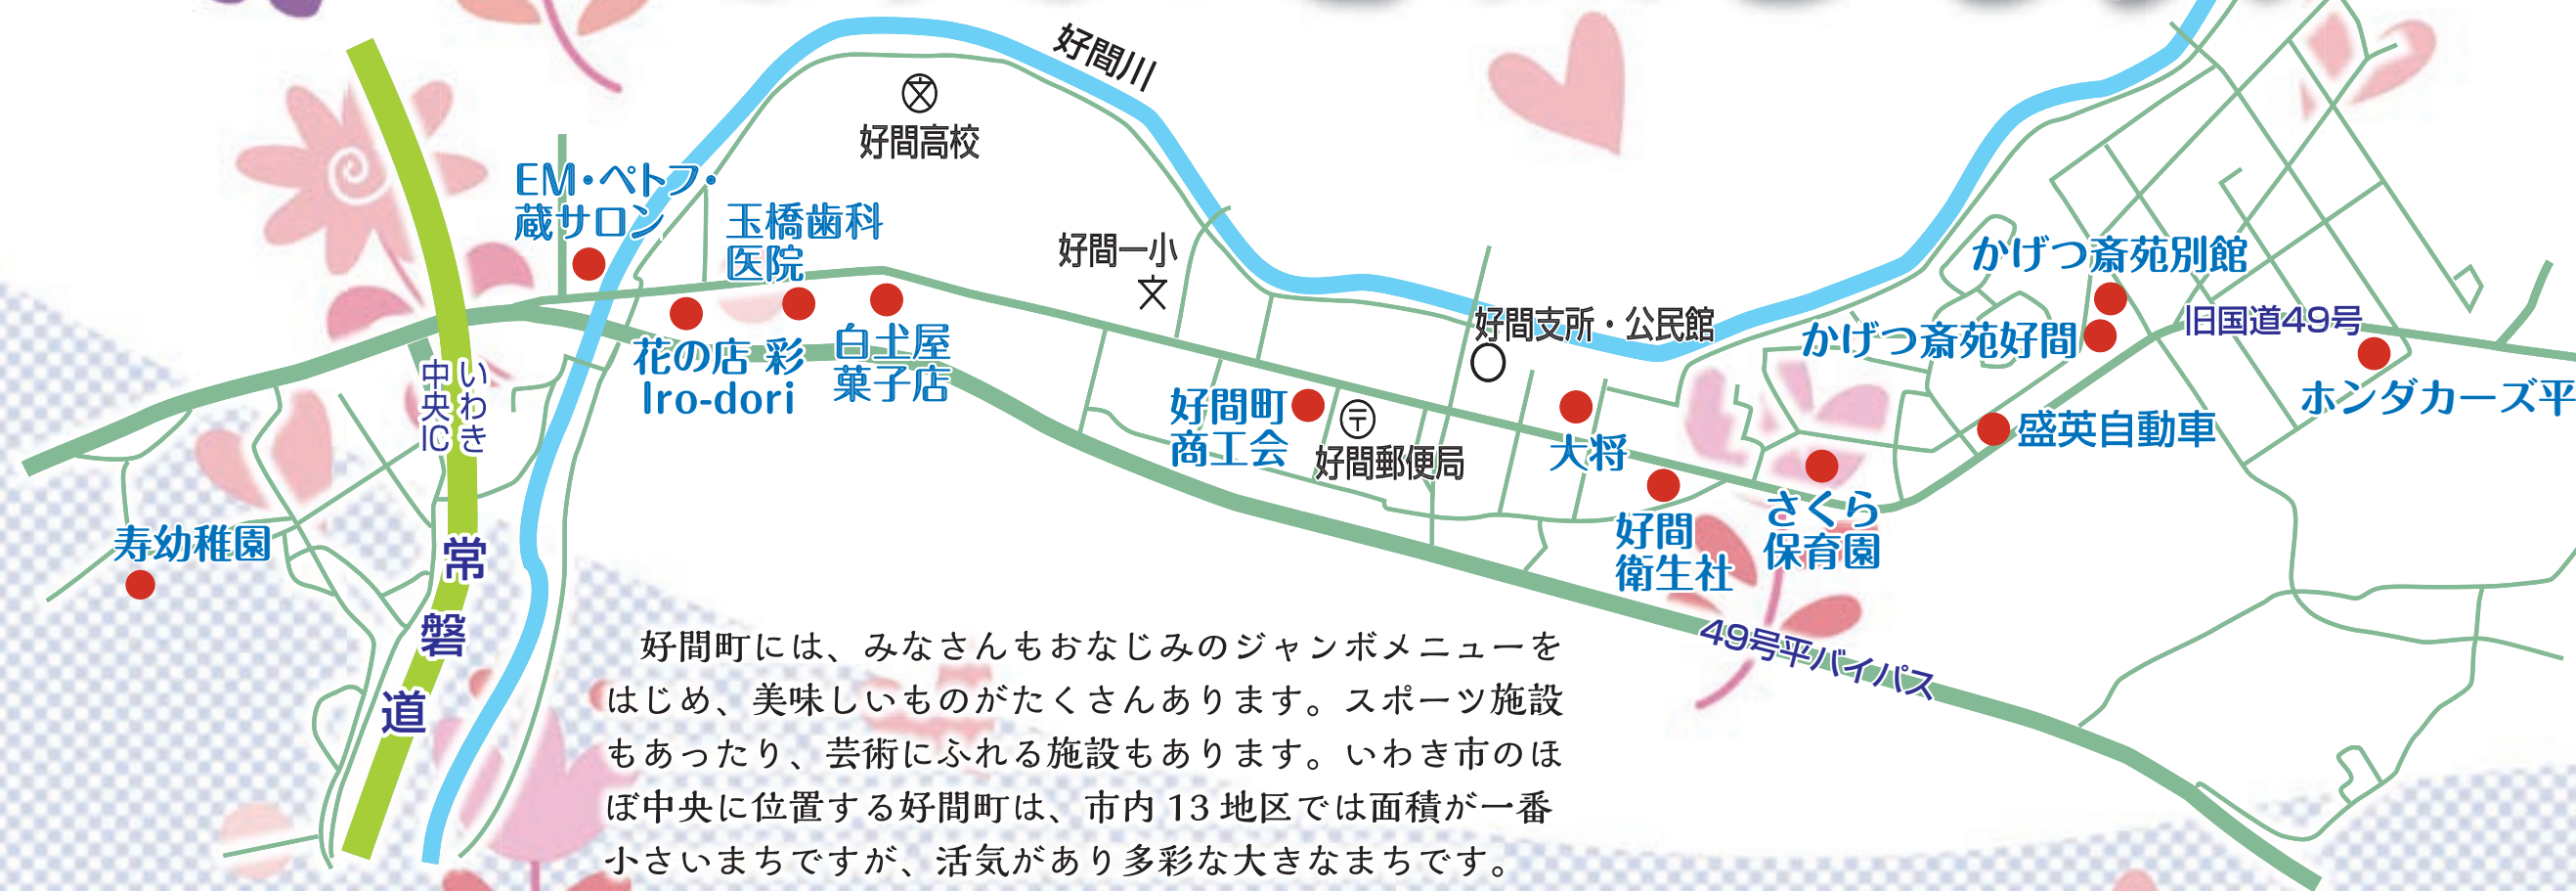 好間川
好間高校
EM・ペトフ・
蔵サロン
玉橋歯科
医院
好間一小
かげつ斎苑別館
好間支所・公民館
旧国道49号
かげつ斎苑好間
花の店 彩
Iro-dori
白土屋
菓子店
いわき
中央IC
好間町
商工会
〒
好間郵便局
大将
盛英自動車
ホンダカーズ平
さくら
保育園
好間
衛生社
寿幼稚園
常磐道
49号平バイパス
好間町には、みなさんもおなじみのジャンボメニューを
はじめ、美味しいものがたくさんあります。スポーツ施設
もあったり、芸術にふれる施設もあります。いわき市のほ
ぼ中央に位置する好間町は、市内 13 地区では面積が一番
小さいまちですが、活気があり多彩な大きなまちです。